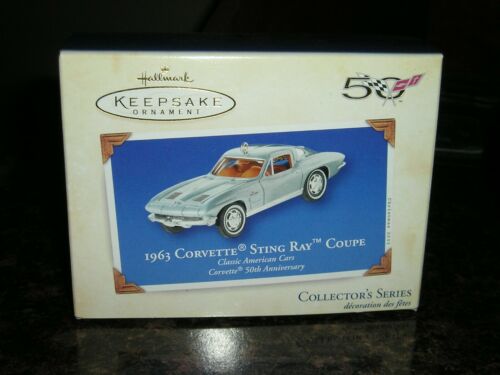 Hallmark
KEEPSAKE
ORNAMENT
50
1963 CORVETTE® STING RAY™ COUPE
Classic American Cars
Corvette® 50th Anniversary
COLLECTOR'S SERIES
décoration des fêtes